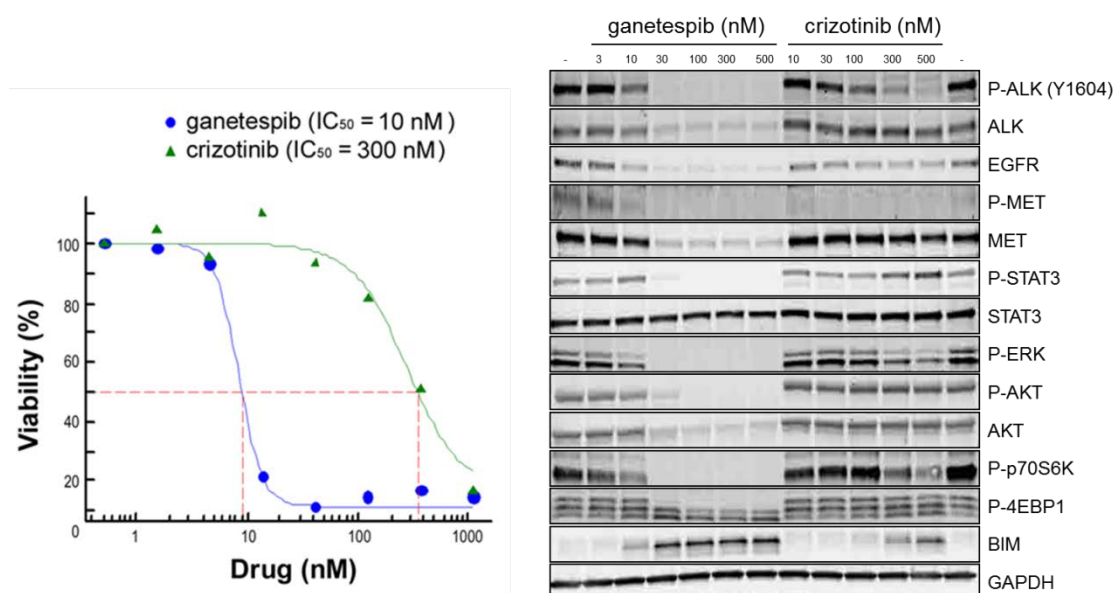 ganetespib (IC50 = 10 nM )
crizotinib (IC50 = 300 nM)
Viability (%)
100
80
60
40
20
0
1
10
100
1000
Drug (nM)
ganetespib (nM) crizotinib (nM)
- 3 10 30 100 300 500 10 30 100 300 500 -
P-ALK (Y1604)
ALK
EGFR
P-MET
MET
P-STAT3
STAT3
P-ERK
P-AKT
AKT
P-p70S6K
P-4EBP1
BIM
GAPDH